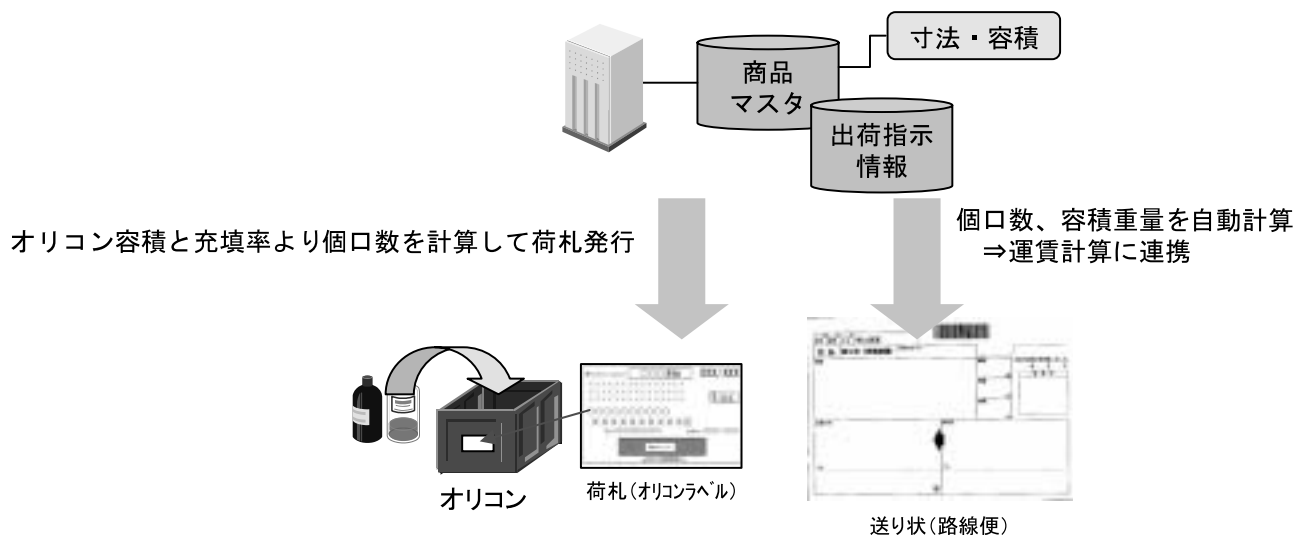 寸法・容積
商品
マスタ
出荷指示
情報
オリコン容積と充填率より個口数を計算して荷札発行
個口数、容積重量を自動計算
⇒運賃計算に連携
オリコン
荷札(オリコンラベル)
送り状(路線便)